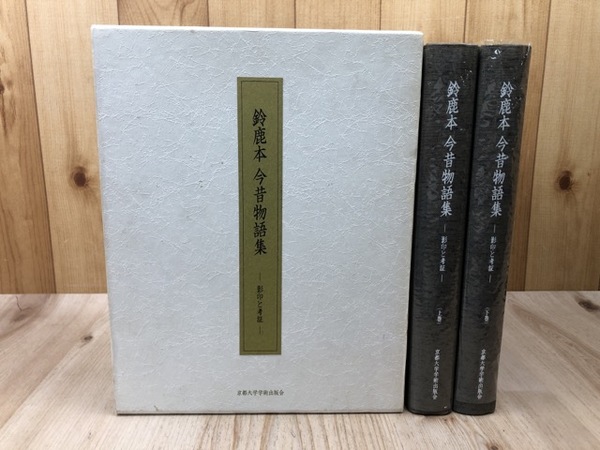 鈴鹿本 今昔物語集
─ 影印と考証 ─
京都大学学術出版会
鈴鹿本 今昔物語集
─ 影印と考証 ─
(上巻)
京都大学学術出版会
鈴鹿本 今昔物語集
─ 影印と考証 ─
(下巻)
京都大学学術出版会